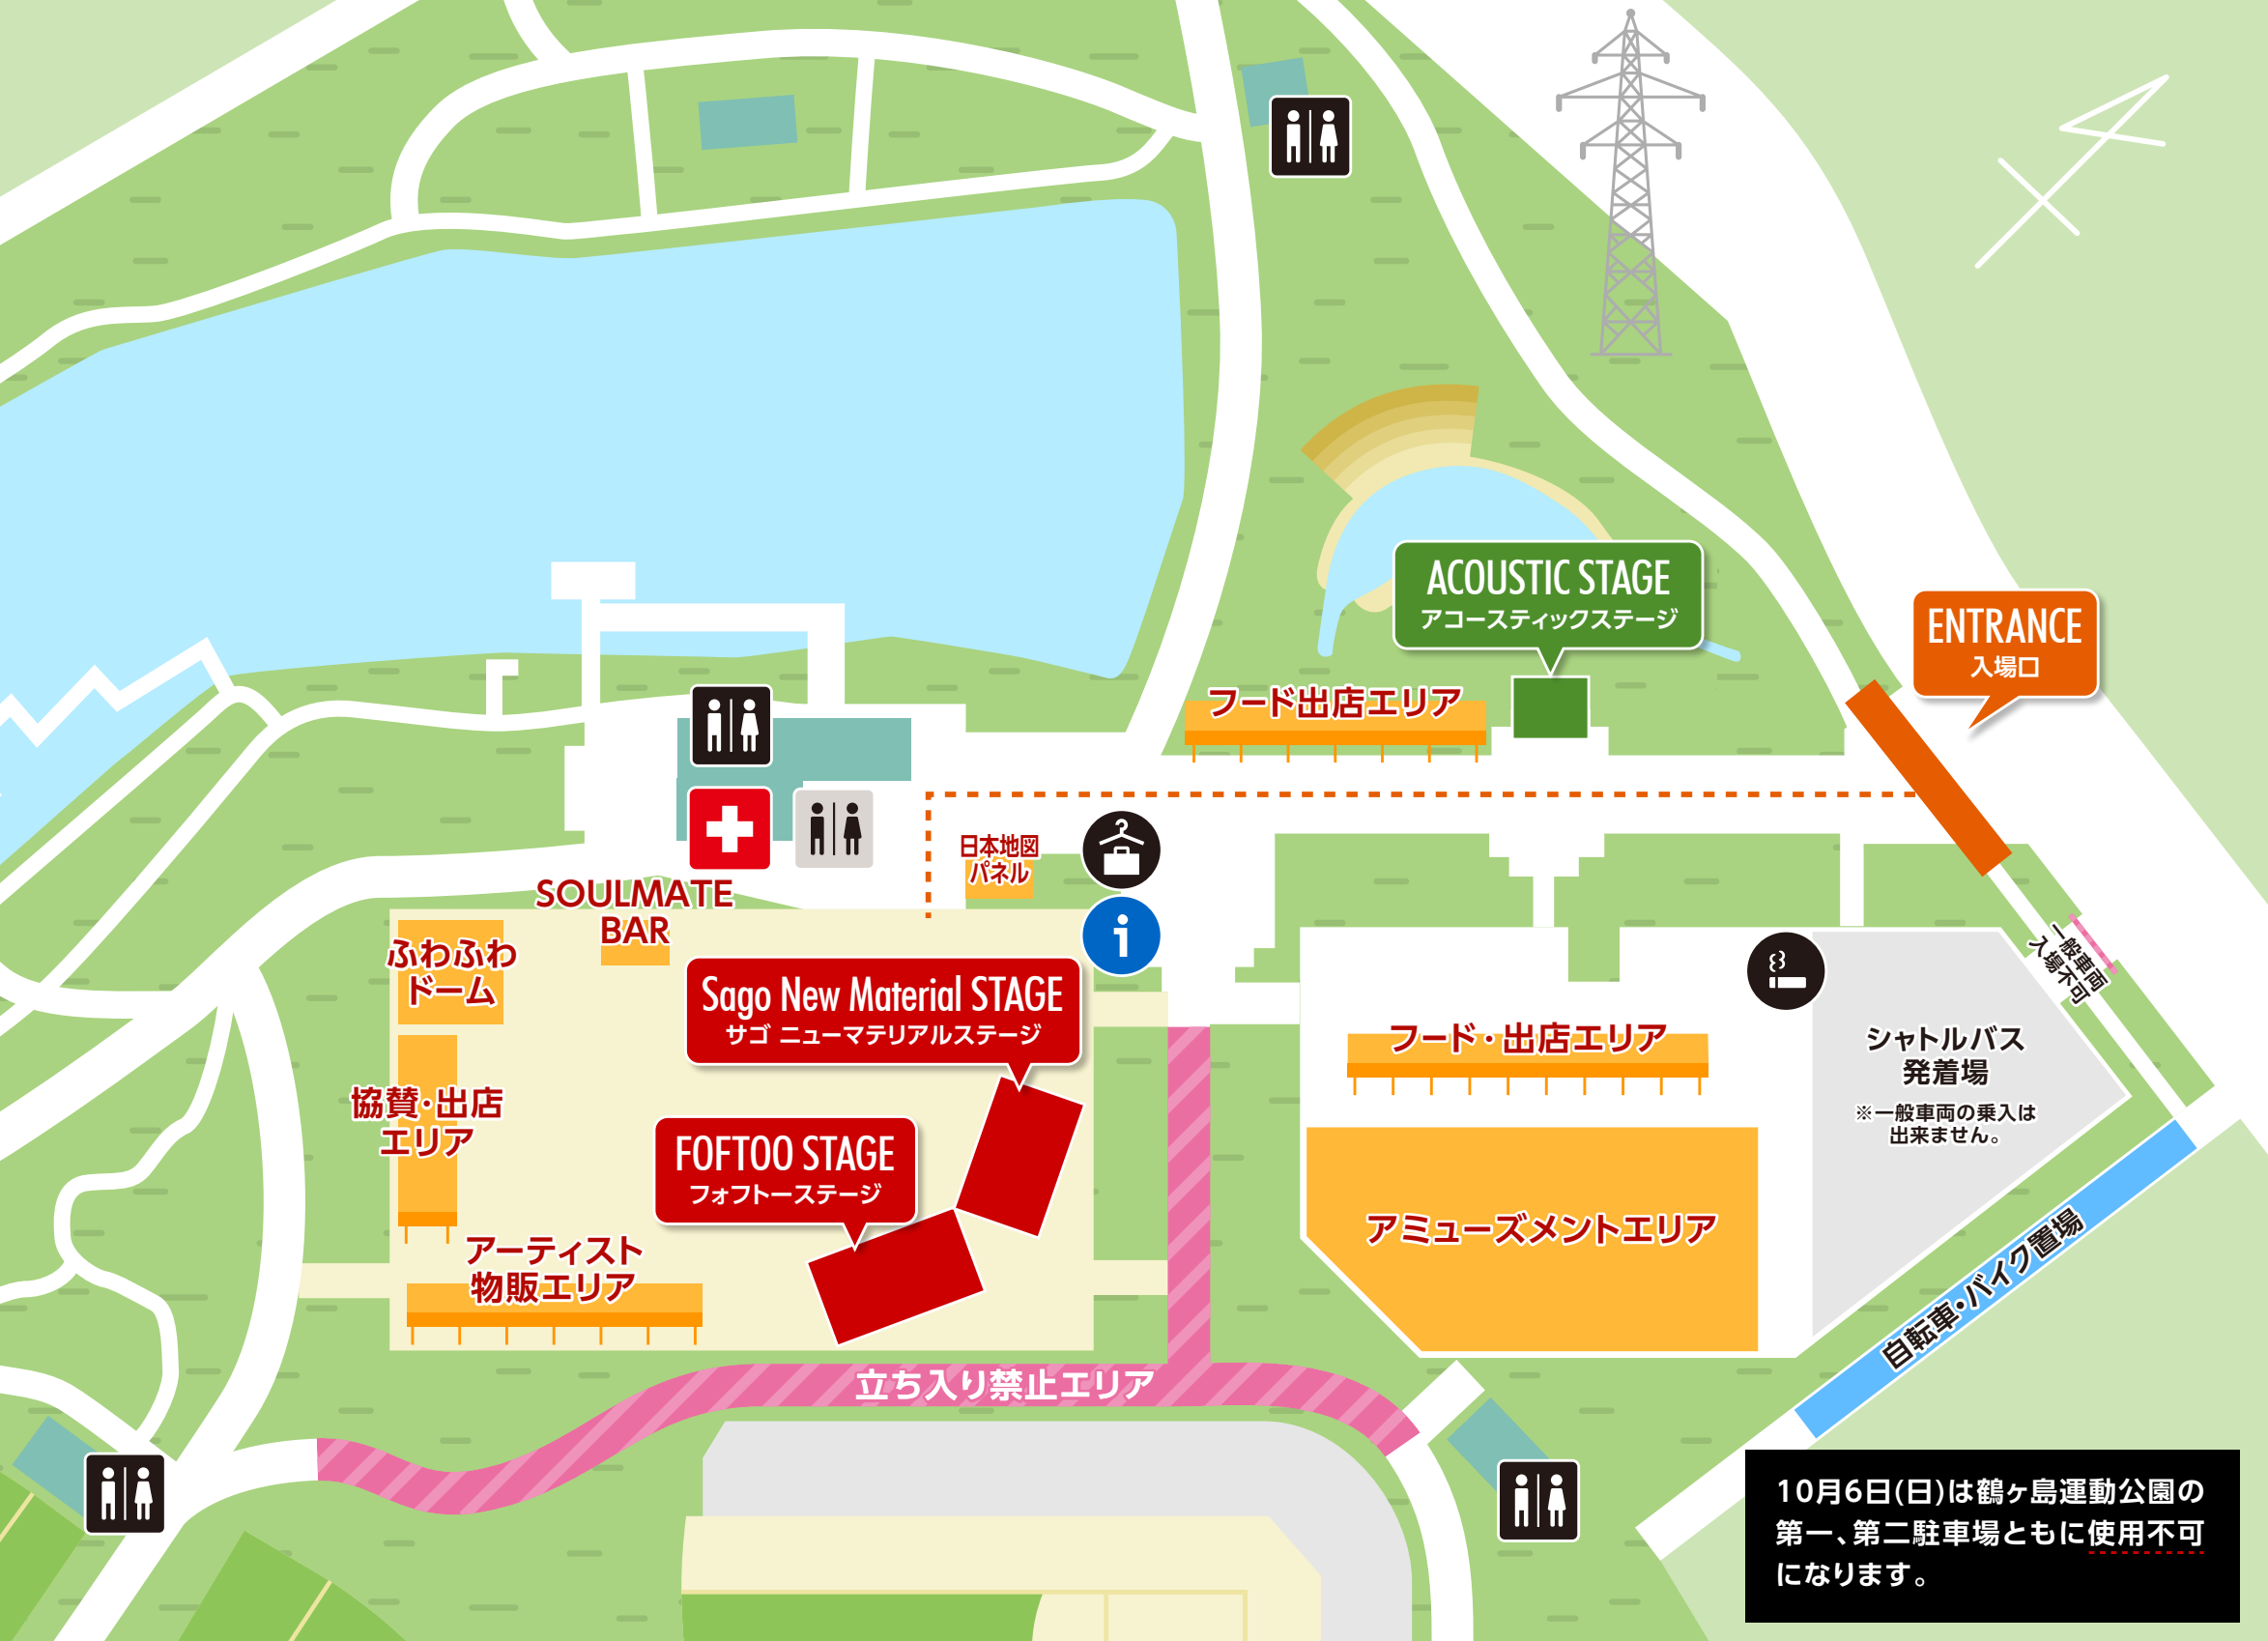 ACOUSTIC STAGE
アコースティックステージ
ENTRANCE
入場口
フード出店エリア
日本地図
パネル
SOULMATE
BAR
ふわふわ
ドーム
i
一般車両
入場不可
Sago New Material STAGE
サゴ ニューマテリアルステージ
フード・出店エリア
シャトルバス
発着場
※一般車両の乗入は
出来ません。
協賛・出店
エリア
FOFTOO STAGE
フォフトーステージ
アミューズメントエリア
アーティスト
物販エリア
自転車・バイク置場
立ち入り禁止エリア
10月6日(日)は鶴ヶ島運動公園の
第一、第二駐車場ともに使用不可
になります。